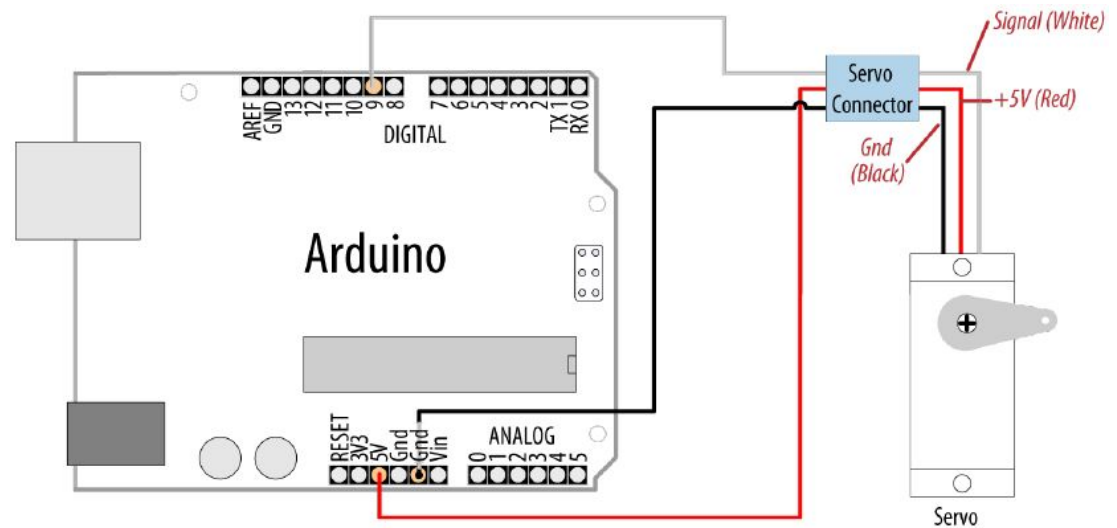 Signal (White)
Servo
Connector
+5V (Red)
Gnd
(Black)
AREF
GND
13
12
11
10
9
8
7
6
5
4
3
2
TX 1
RX 0
DIGITAL
Arduino
RESET
3V3
5V
Gnd
Gnd
Vin
ANALOG
0
1
2
3
4
5
Servo